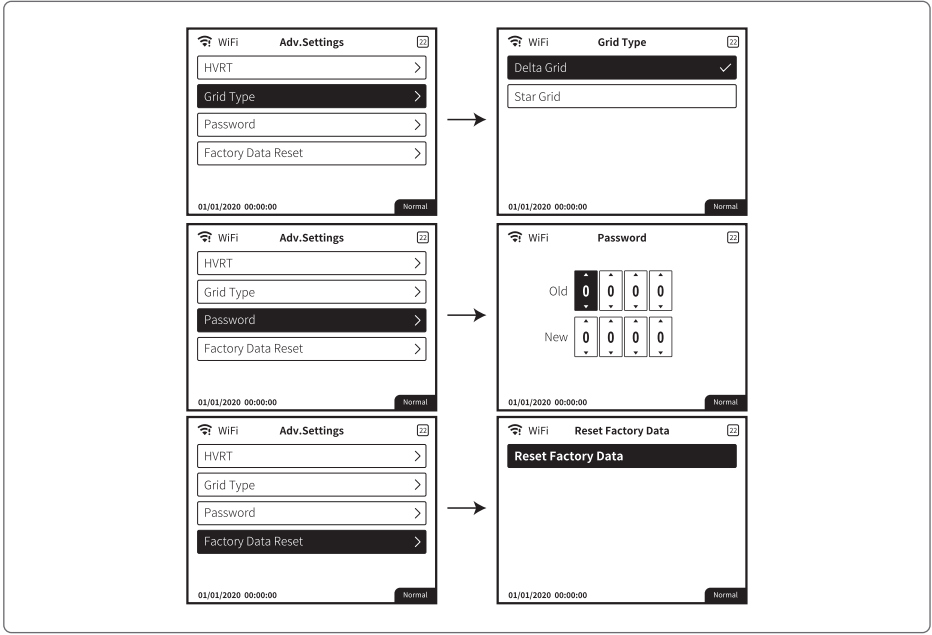 WiFi Adv.Settings 22
HVRT
Grid Type
Password
Factory Data Reset
01/01/2020 00:00:00 Normal
WiFi Grid Type 22
Delta Grid
Star Grid
01/01/2020 00:00:00 Normal
WiFi Adv.Settings 22
HVRT
Grid Type
Password
Factory Data Reset
01/01/2020 00:00:00 Normal
WiFi Password 22
Old 0 0 0 0
New 0 0 0 0
01/01/2020 00:00:00 Normal
WiFi Adv.Settings 22
HVRT
Grid Type
Password
Factory Data Reset
01/01/2020 00:00:00 Normal
WiFi Reset Factory Data 22
Reset Factory Data
01/01/2020 00:00:00 Normal